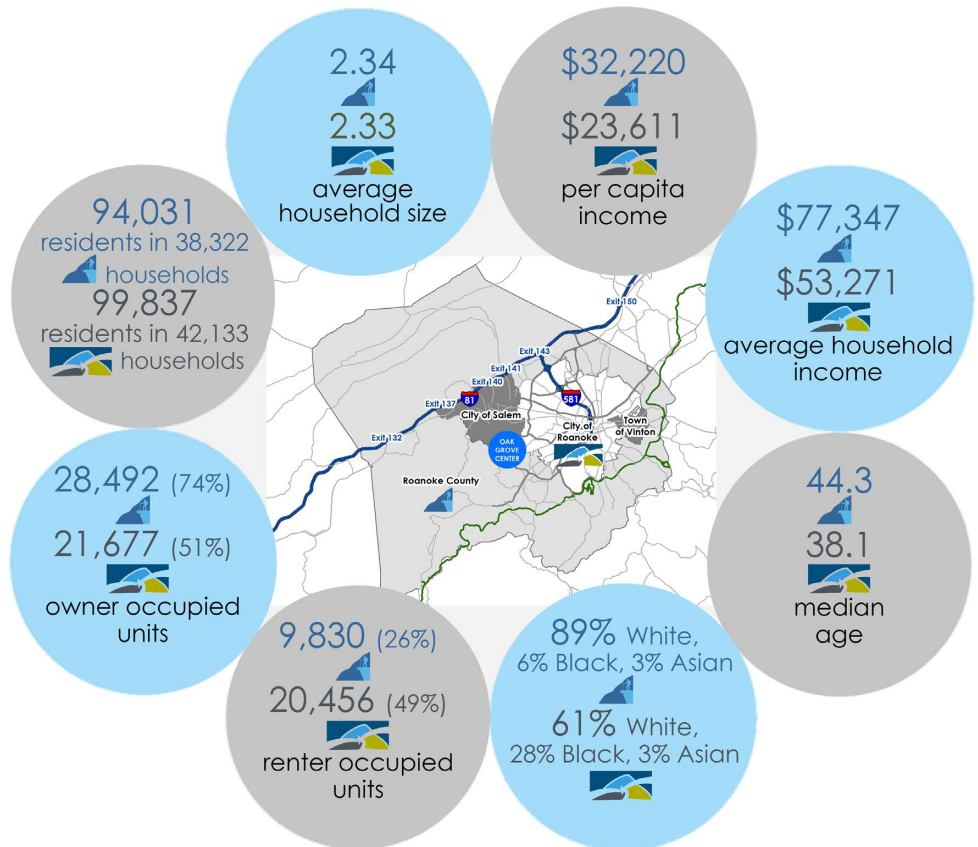 2.34
2.33
average
household size
$32,220
$23,611
per capita
income
94,031
residents in 38,322
households
99,837
residents in 42,133
households
$77,347
$53,271
average household
income
Exit 150
Exit 143
Exit 141
Exit 140
Exit 137
81
581
City of Salem
Town
of Vinton
City of
Roanoke
Exit 132
OAK
GROVE
CENTER
Roanoke County
28,492 (74%)
21,677 (51%)
owner occupied
units
44.3
38.1
median
age
9,830 (26%)
20,456 (49%)
renter occupied
units
89% White,
6% Black, 3% Asian
61% White,
28% Black, 3% Asian